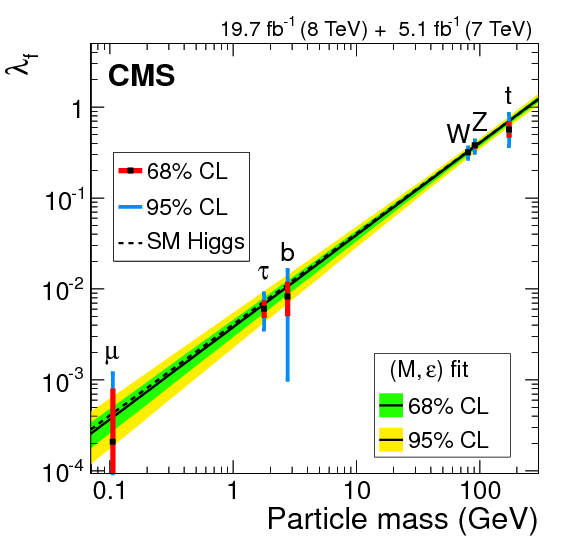 19.7 fb⁻¹ (8 TeV) + 5.1 fb⁻¹ (7 TeV)
λf
CMS
68% CL
95% CL
SM Higgs
μ
τ
b
W
Z
t
(M, ε) fit
68% CL
95% CL
1
10⁻¹
10⁻²
10⁻³
10⁻⁴
0.1 1 10 100
Particle mass (GeV)